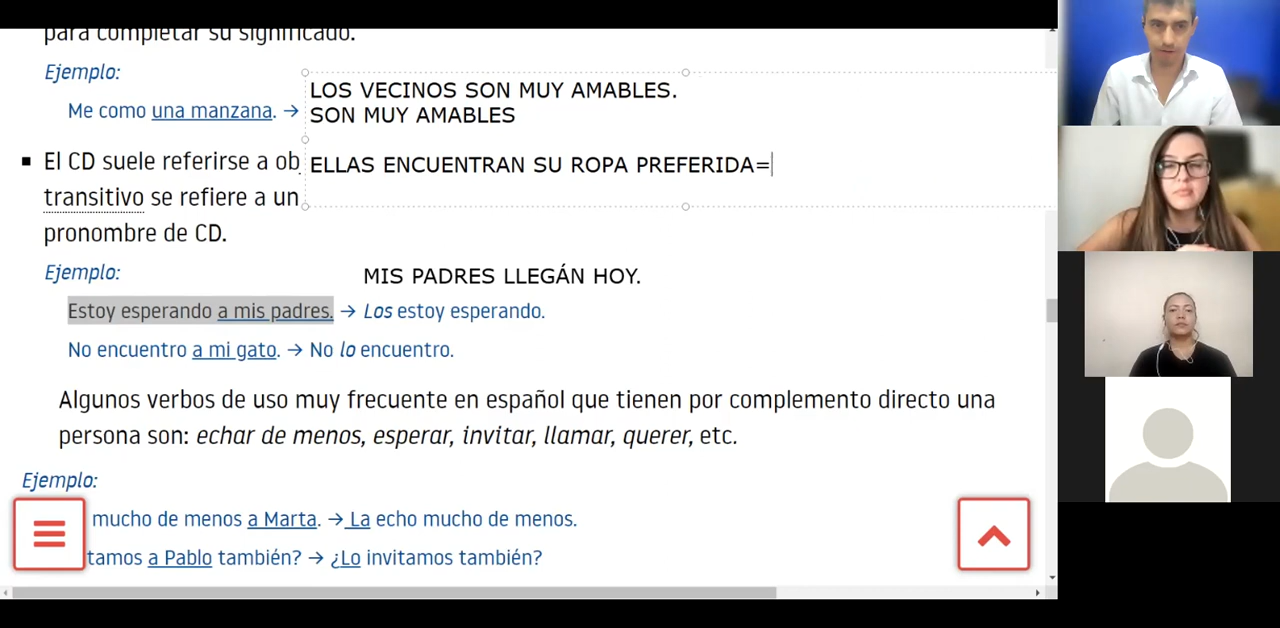 para completar su significado.
Ejemplo:
LOS VECINOS SON MUY AMABLES.
Me como una manzana. →
SON MUY AMABLES
▪ El CD suele referirse a ob
ELLAS ENCUENTRAN SU ROPA PREFERIDA=
transitivo se refiere a un
pronombre de CD.
Ejemplo:
MIS PADRES LLEGÁN HOY.
Estoy esperando a mis padres. → Los estoy esperando.
No encuentro a mi gato. → No lo encuentro.
Algunos verbos de uso muy frecuente en español que tienen por complemento directo una
persona son: echar de menos, esperar, invitar, llamar, querer, etc.
Ejemplo:
mucho de menos a Marta. → La echo mucho de menos.
tamos a Pablo también? → ¿Lo invitamos también?